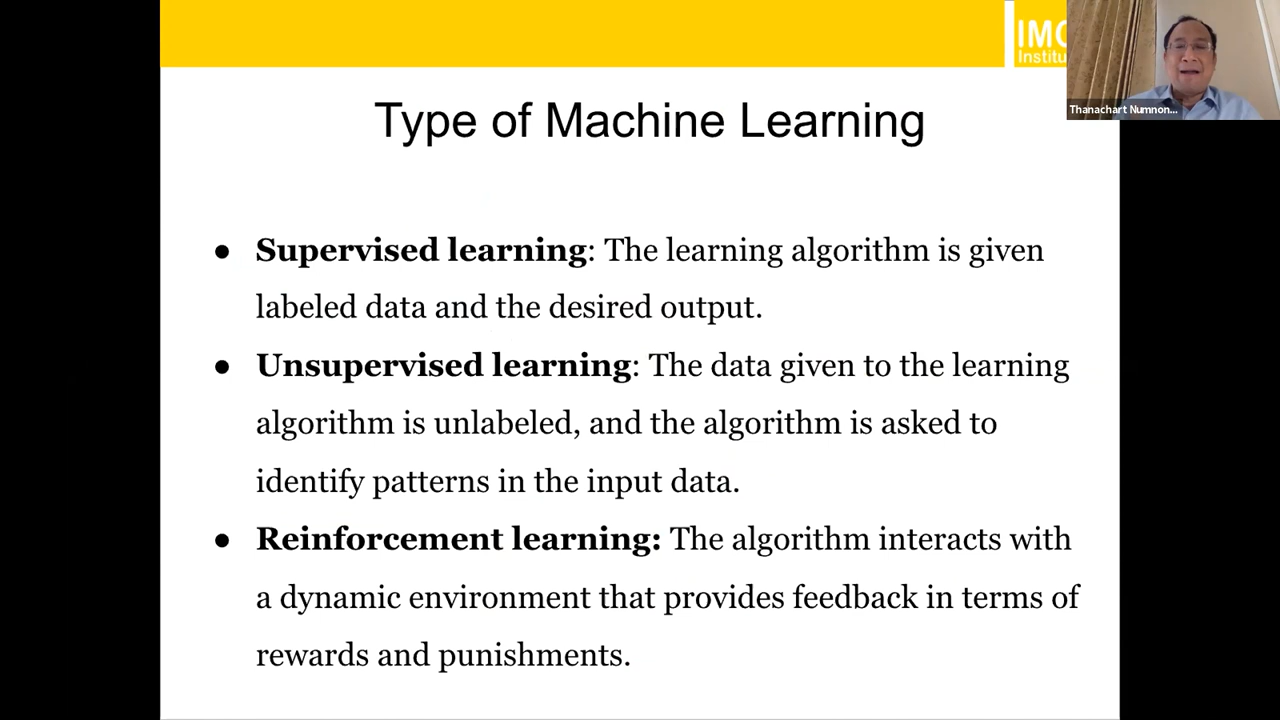 IMC
Institu
Thanachart Numnon...
Type of Machine Learning
● Supervised learning: The learning algorithm is given
labeled data and the desired output.
● Unsupervised learning: The data given to the learning
algorithm is unlabeled, and the algorithm is asked to
identify patterns in the input data.
● Reinforcement learning: The algorithm interacts with
a dynamic environment that provides feedback in terms of
rewards and punishments.